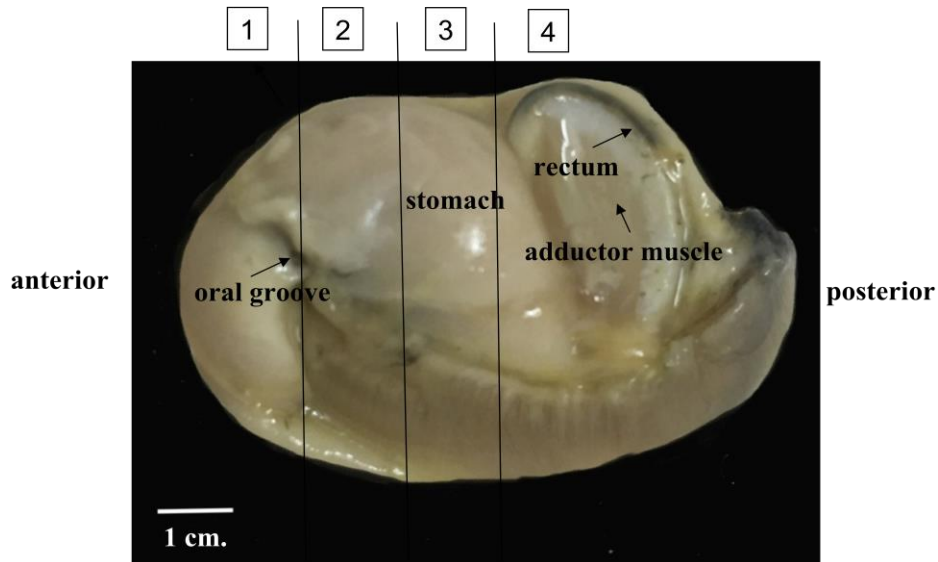 1 2 3 4
rectum
stomach
adductor muscle
anterior
oral groove
posterior
1 cm.